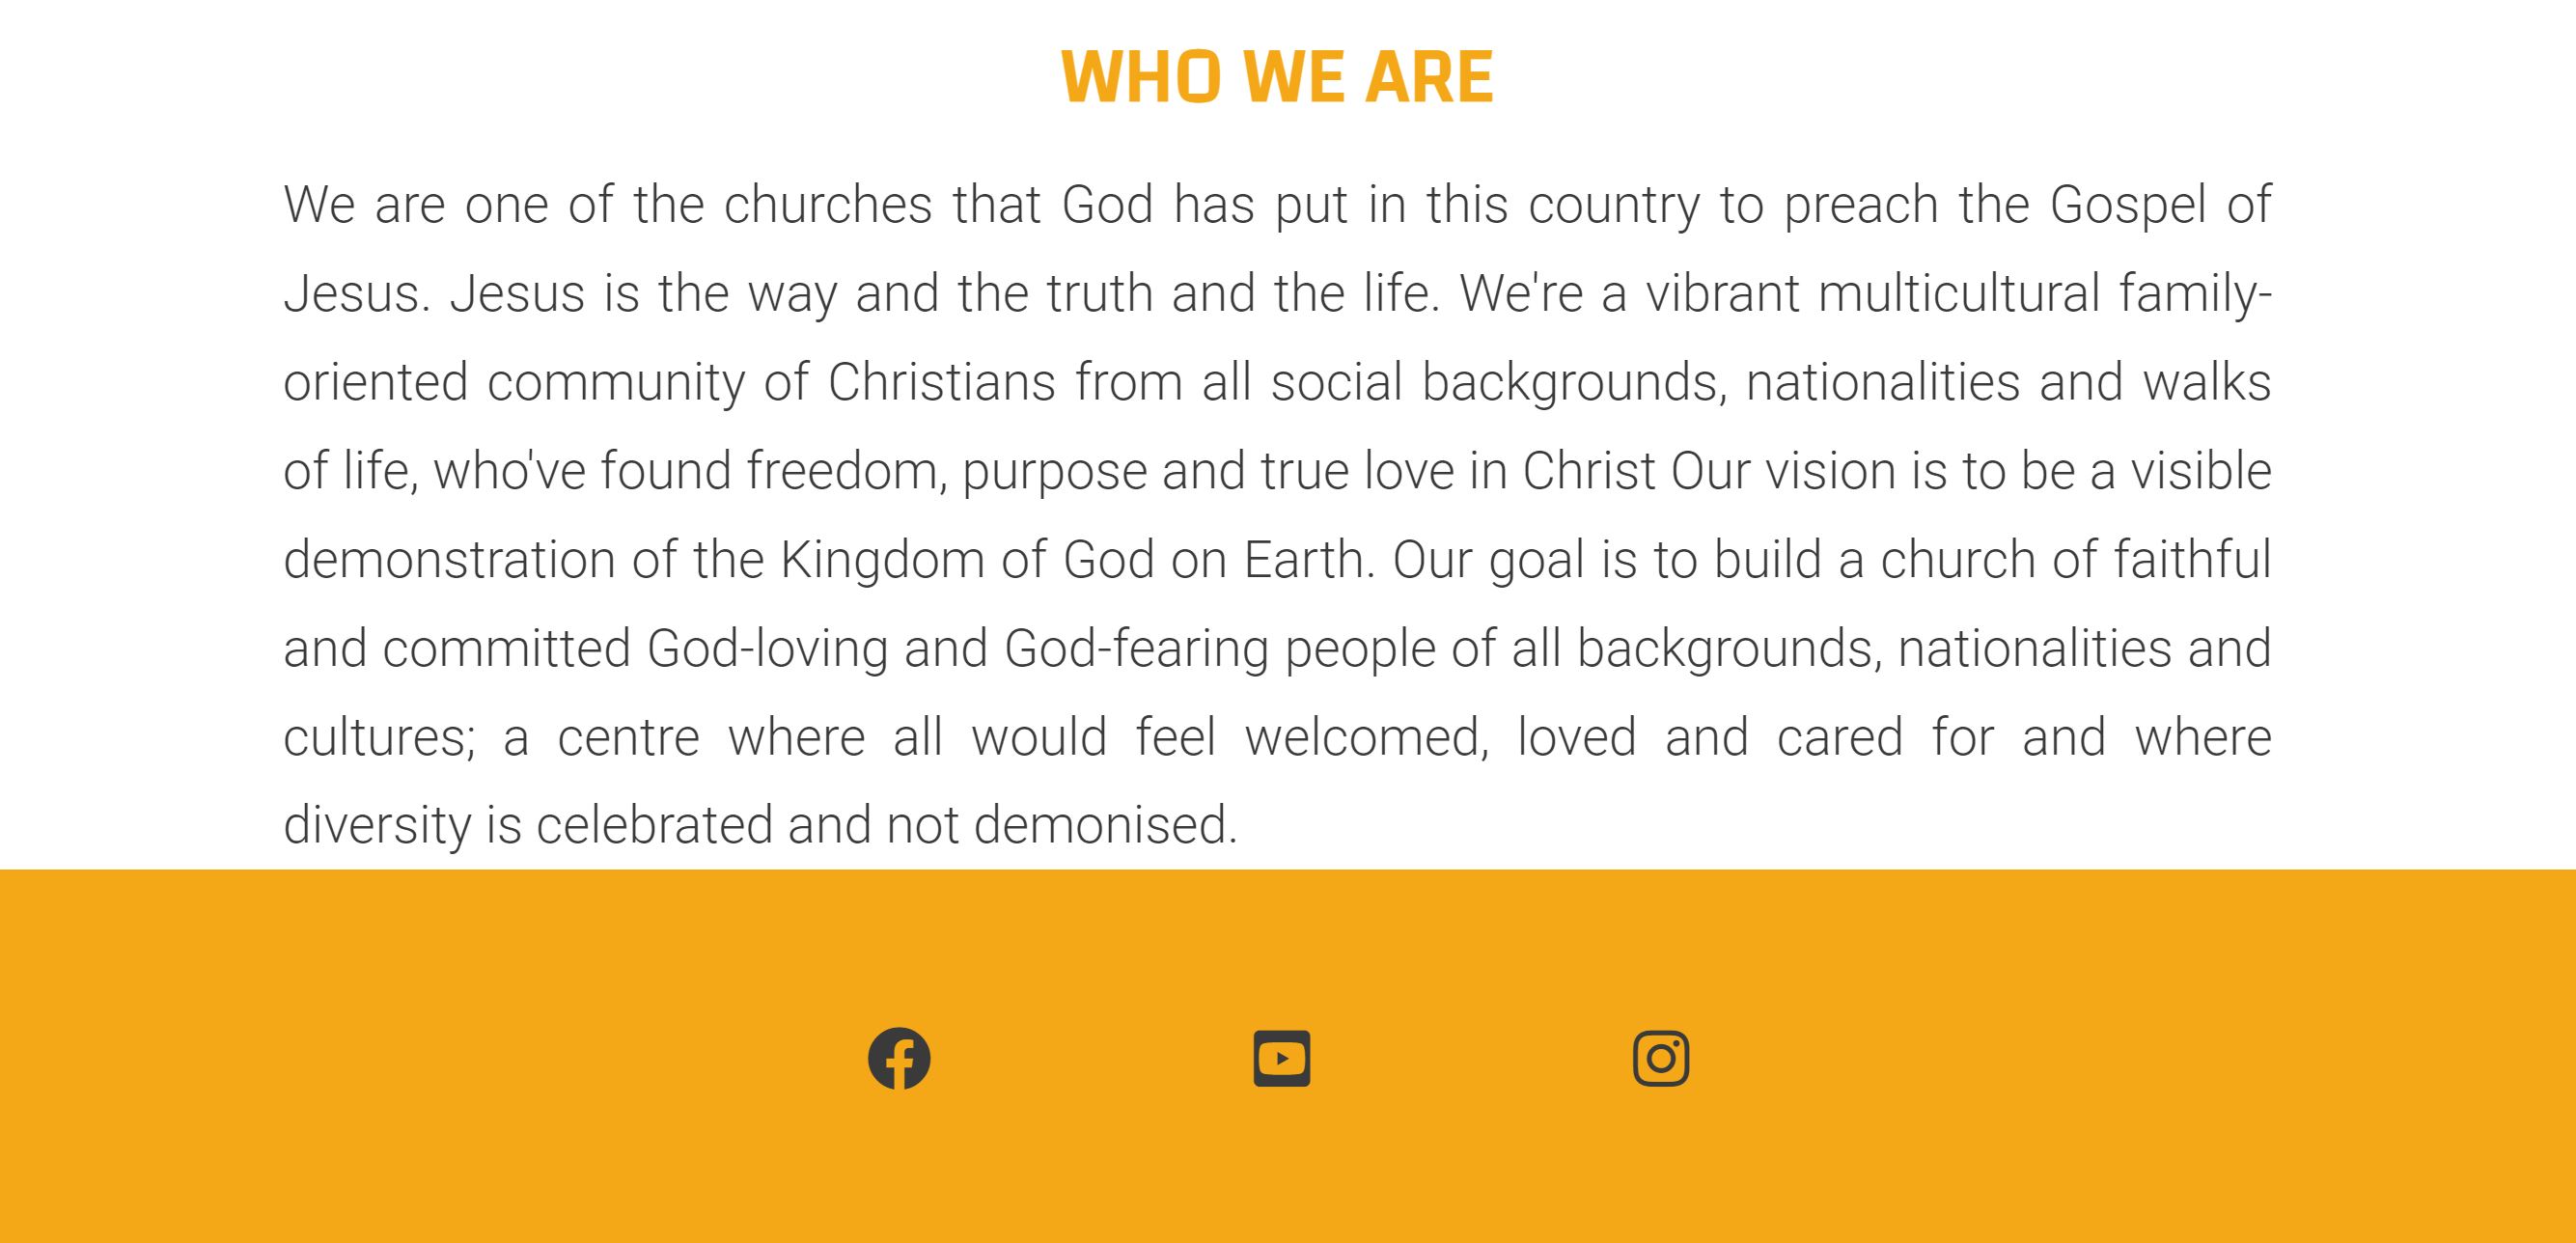 WHO WE ARE
We are one of the churches that God has put in this country to preach the Gospel of
Jesus. Jesus is the way and the truth and the life. We're a vibrant multicultural family-
oriented community of Christians from all social backgrounds, nationalities and walks
of life, who've found freedom, purpose and true love in Christ Our vision is to be a visible
demonstration of the Kingdom of God on Earth. Our goal is to build a church of faithful
and committed God-loving and God-fearing people of all backgrounds, nationalities and
cultures; a centre where all would feel welcomed, loved and cared for and where
diversity is celebrated and not demonised.